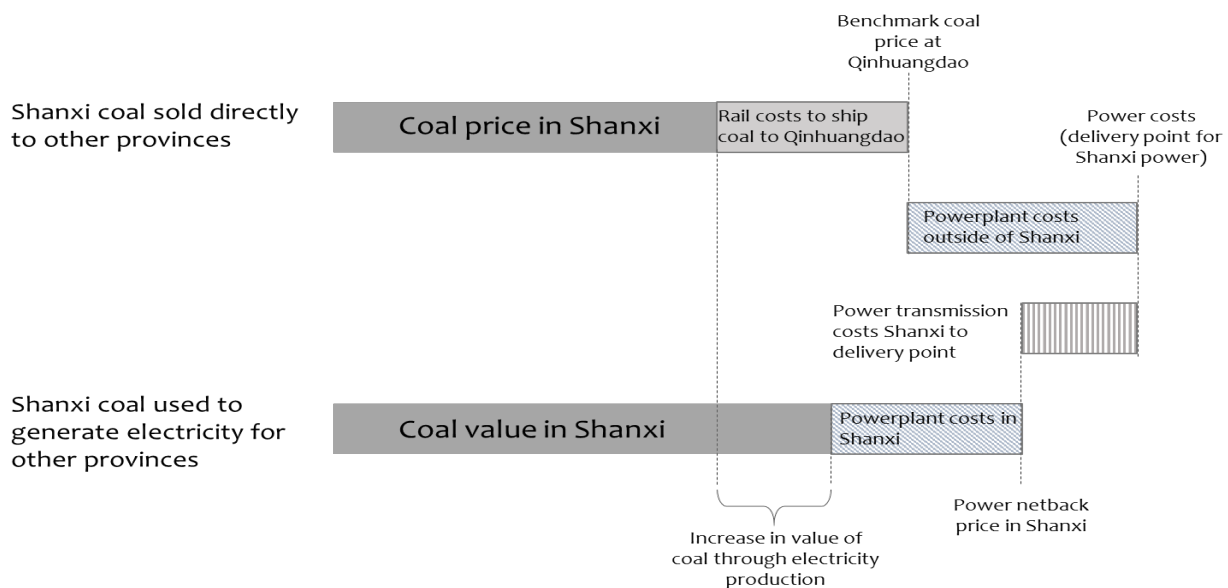 Benchmark coal
price at
Qinhuangdao
Shanxi coal sold directly
to other provinces
Coal price in Shanxi
Rail costs to ship
coal to Qinhuangdao
Power costs
(delivery point for
Shanxi power)
Powerplant costs
outside of Shanxi
Power transmission
costs Shanxi to
delivery point
Shanxi coal used to
generate electricity for
other provinces
Coal value in Shanxi
Powerplant costs in
Shanxi
Power netback
price in Shanxi
Increase in value of
coal through electricity
production